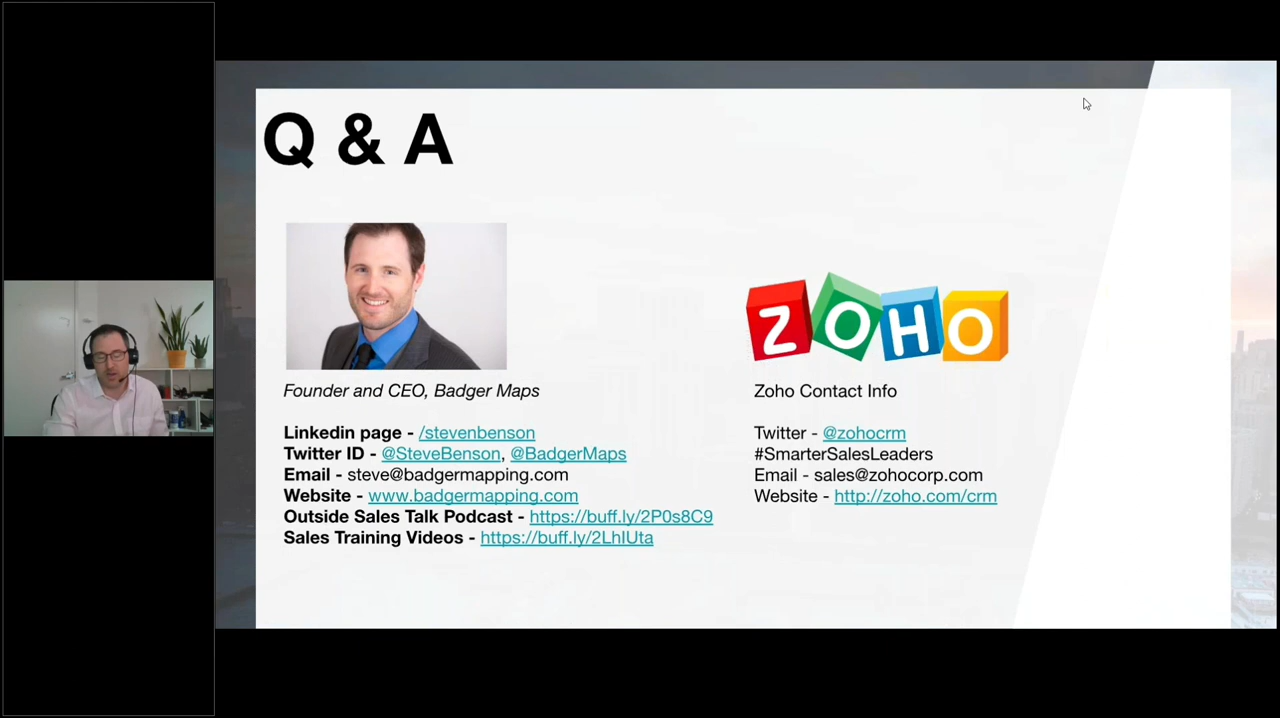 Q & A
Founder and CEO, Badger Maps
Linkedin page - /stevenbenson
Twitter ID - @SteveBenson, @BadgerMaps
Email - steve@badgermapping.com
Website - www.badgermapping.com
Outside Sales Talk Podcast - https://buff.ly/2P0s8C9
Sales Training Videos - https://buff.ly/2LhIUta
ZOHO
Zoho Contact Info
Twitter - @zohocrm
#SmarterSalesLeaders
Email - sales@zohocorp.com
Website - http://zoho.com/crm